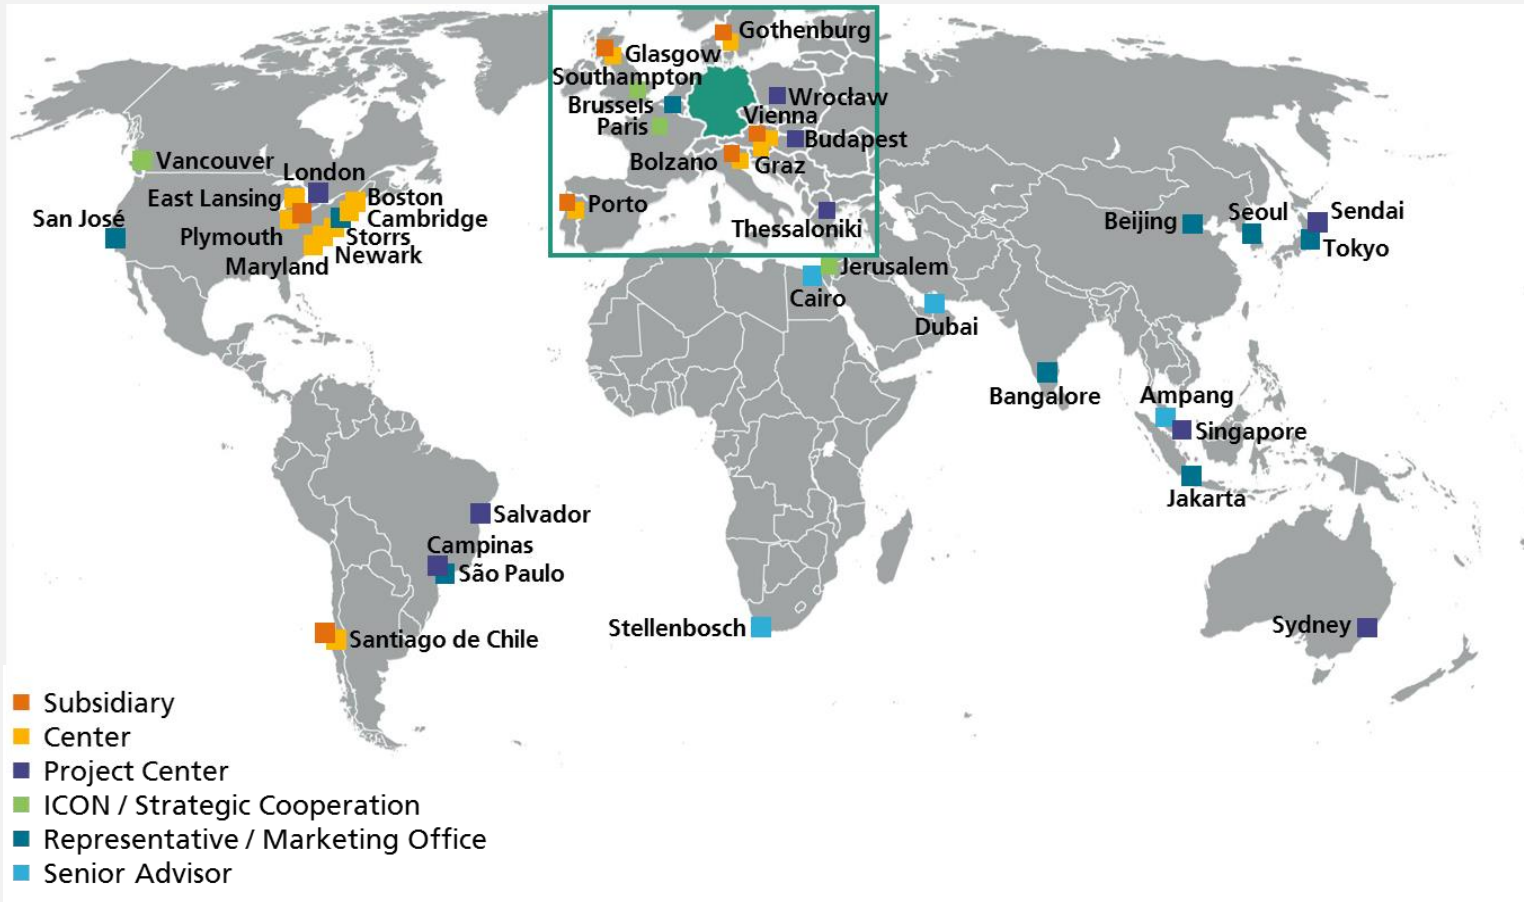 Gothenburg
Glasgow
Southampton
Brussels
Wrocław
Paris
Vienna
Budapest
Bolzano
Graz
Porto
Thessaloniki
Vancouver
London
East Lansing
Boston
Cambridge
San José
Plymouth
Storrs
Newark
Maryland
Beijing
Seoul
Sendai
Tokyo
Jerusalem
Cairo
Dubai
Bangalore
Ampang
Singapore
Jakarta
Salvador
Campinas
São Paulo
Stellenbosch
Sydney
Santiago de Chile
Subsidiary
Center
Project Center
ICON / Strategic Cooperation
Representative / Marketing Office
Senior Advisor